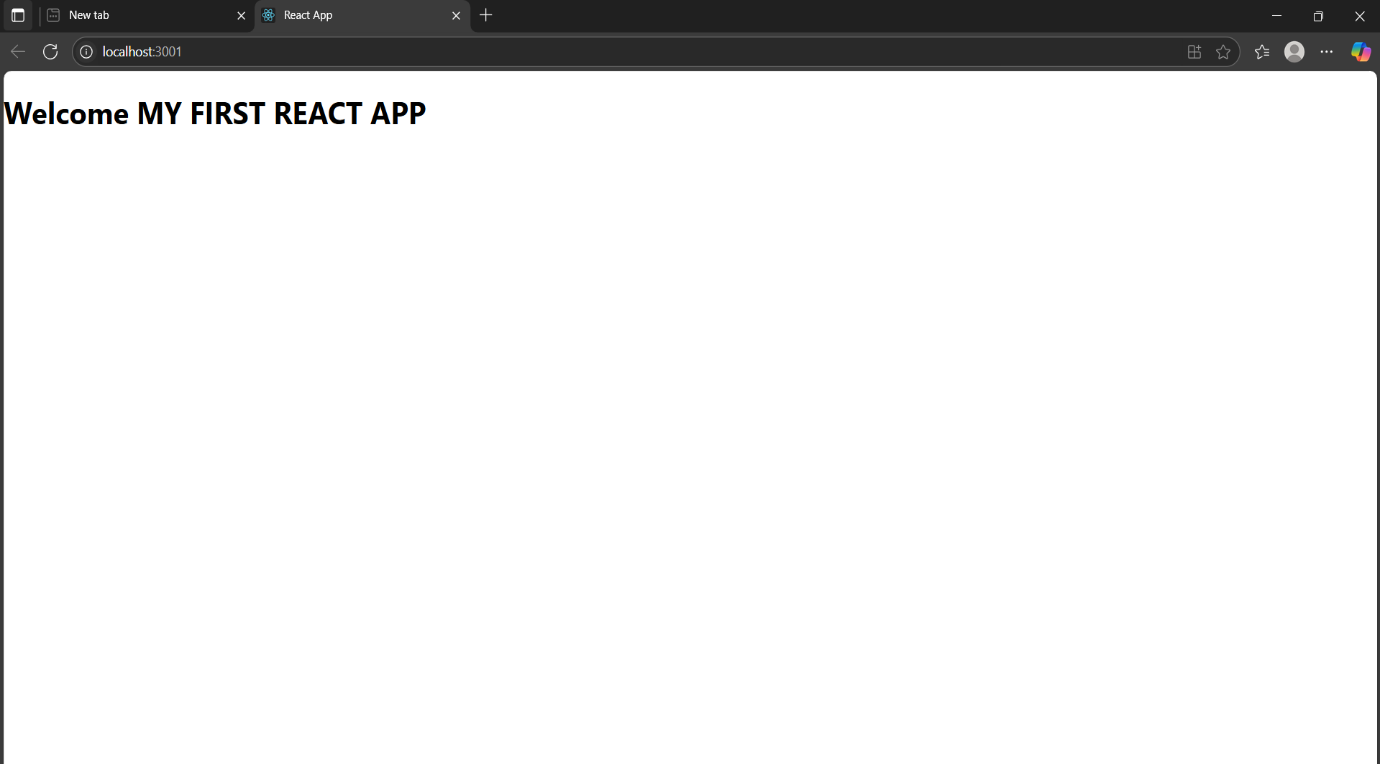 New tab
React App
localhost:3001
Welcome MY FIRST REACT APP